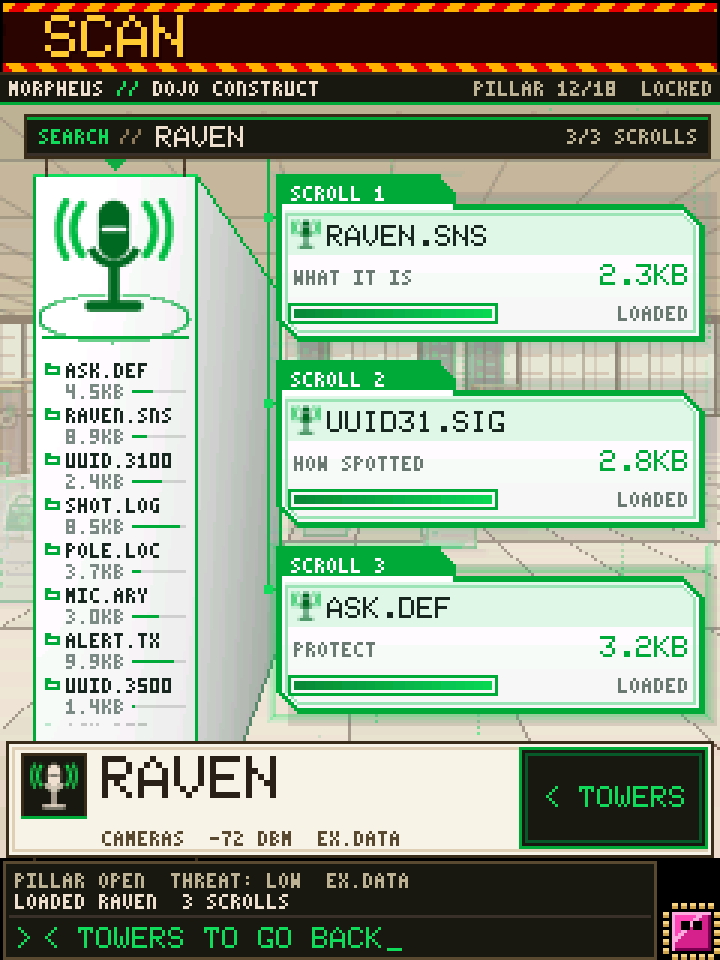 SCAN
MORPHEUS // DOJO CONSTRUCT PILLAR 12/18 LOCKED
SEARCH // RAVEN 3/3 SCROLLS
ASK.DEF
4.5KB
RAVEN.SNS
8.9KB
UUID.3100
2.4KB
SHOT.LOG
8.5KB
POLE.LOC
3.7KB
MIC.ARY
3.0KB
ALERT.TX
9.9KB
UUID.3500
1.4KB
SCROLL 1
RAVEN.SNS
WHAT IT IS 2.3KB
LOADED
SCROLL 2
UUID31.SIG
HOW SPOTTED 2.8KB
LOADED
SCROLL 3
ASK.DEF
PROTECT 3.2KB
LOADED
RAVEN
CAMERAS -72 DBM EX.DATA
< TOWERS
PILLAR OPEN THREAT: LOW EX.DATA
LOADED RAVEN 3 SCROLLS
> < TOWERS TO GO BACK_